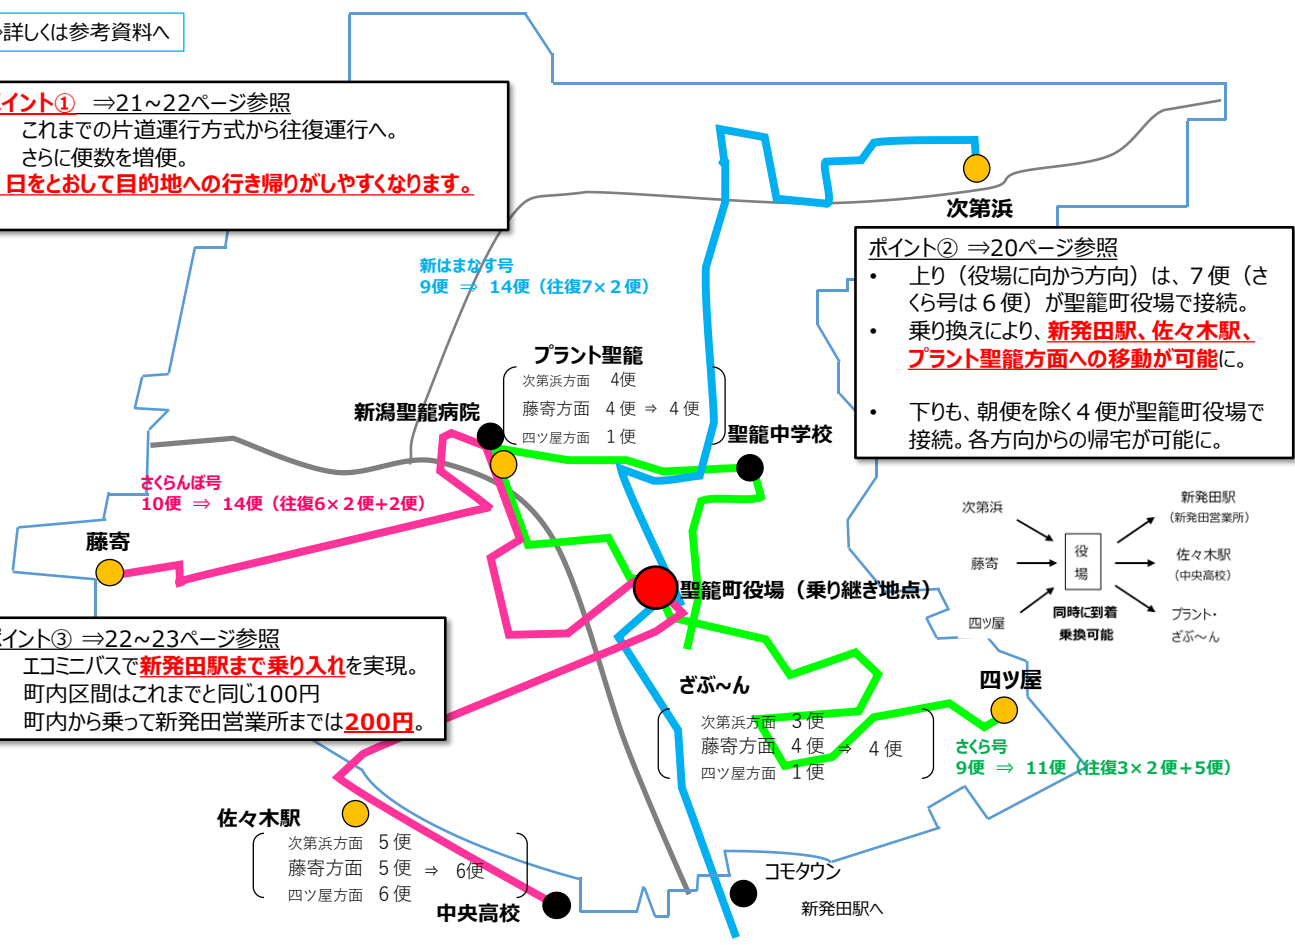 詳しくは参考資料へ
イント① ⇒21~22ページ参照
これまでの片道運行方式から往復運行へ。
さらに便数を増便。
日をとおして目的地への行き帰りがしやすくなります。
次第浜
ポイント② ⇒20ページ参照
• 上り（役場に向かう方向）は、７便（さ
くら号は６便）が聖籠町役場で接続。
• 乗り換えにより、新発田駅、佐々木駅、
プラント聖籠方面への移動が可能に。
• 下りも、朝便を除く４便が聖籠町役場で
接続。各方向からの帰宅が可能に。
新はまなす号
9便 ⇒ 14便（往復7×２便）
プラント聖籠
次第浜方面 4便
藤寄方面 4便 ⇒ 4便
四ツ屋方面 1便
新潟聖籠病院
聖籠中学校
さくらんぼ号
10便 ⇒ 14便（往復6×２便+2便）
藤寄
聖籠町役場（乗り継ぎ地点）
次第浜
藤寄
四ツ屋
役
場
同時に到着
乗換可能
新発田駅
（新発田営業所）
佐々木駅
（中央高校）
プラント・
ざぶ～ん
イント③ ⇒22~23ページ参照
エコミニバスで新発田駅まで乗り入れを実現。
町内区間はこれまでと同じ100円
町内から乗って新発田営業所までは200円。
ざぶ～ん
次第浜方面 3便
藤寄方面 4便 ⇒ 4便
四ツ屋方面 1便
四ツ屋
さくら号
9便 ⇒ 11便（往復3×２便+5便）
佐々木駅
次第浜方面 5便
藤寄方面 5便 ⇒ 6便
四ツ屋方面 6便
中央高校
コモタウン
新発田駅へ